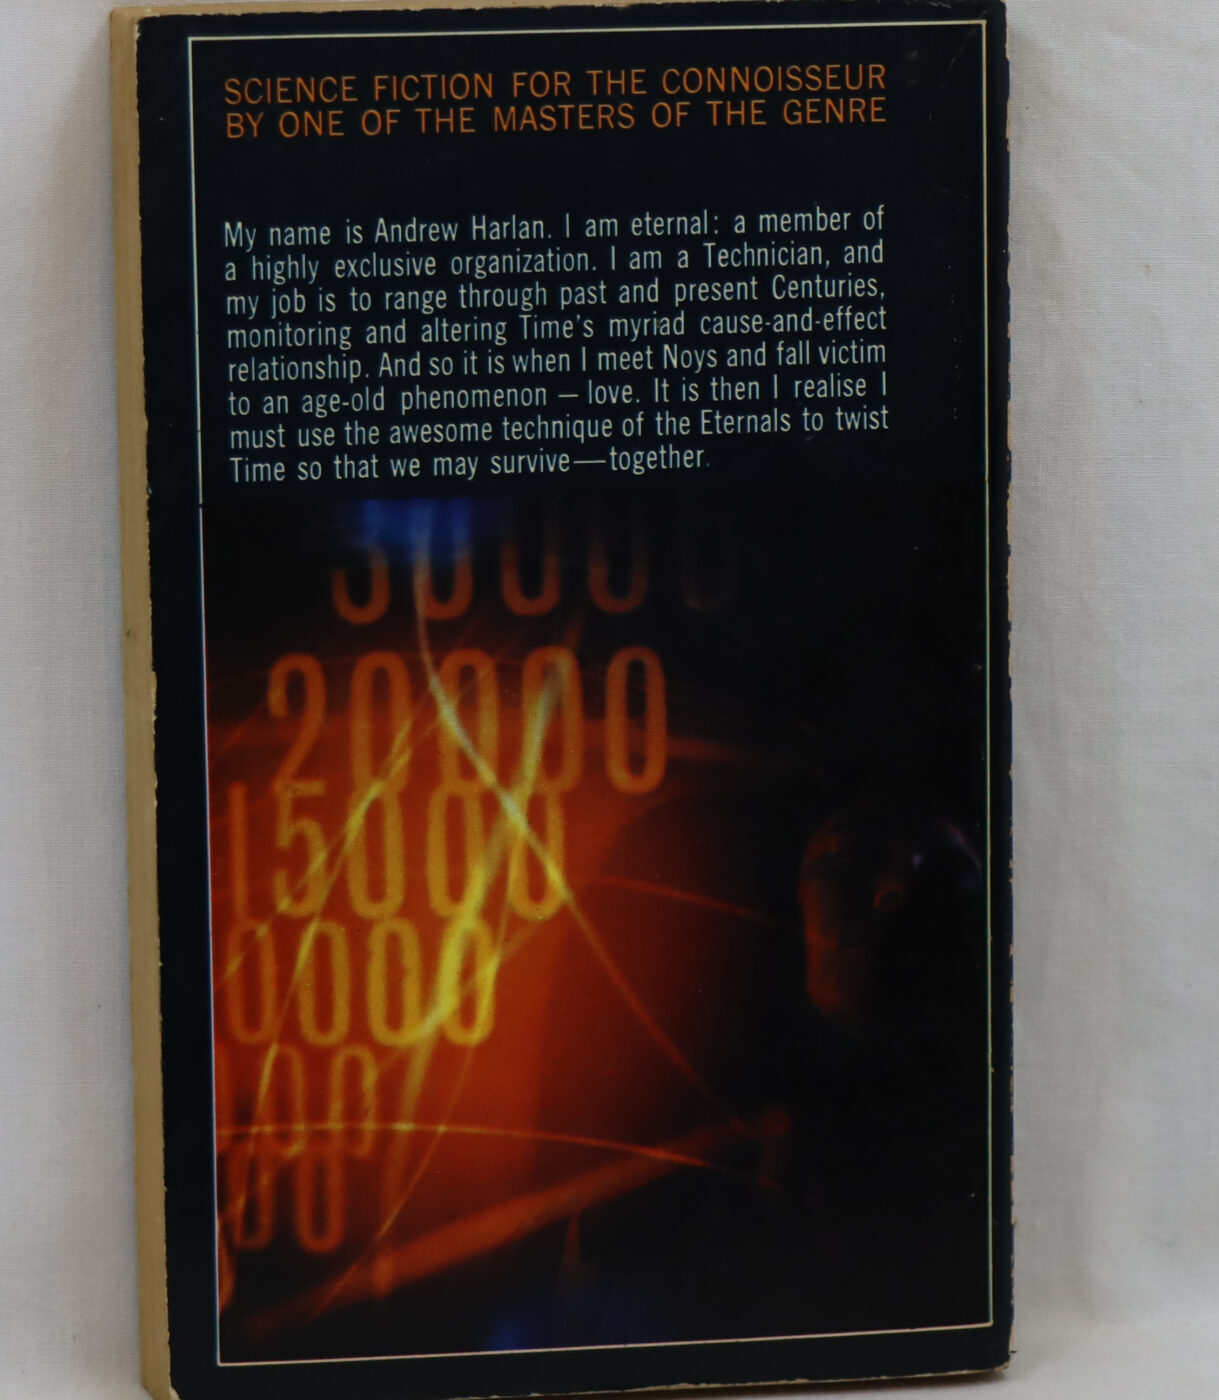 SCIENCE FICTION FOR THE CONNOISSEUR
BY ONE OF THE MASTERS OF THE GENRE
My name is Andrew Harlan. I am eternal: a member of
a highly exclusive organization. I am a Technician, and
my job is to range through past and present Centuries,
monitoring and altering Time's myriad cause-and-effect
relationship. And so it is when I meet Noys and fall victim
to an age-old phenomenon — love. It is then I realise I
must use the awesome technique of the Eternals to twist
Time so that we may survive—together.
20000
15000
0000